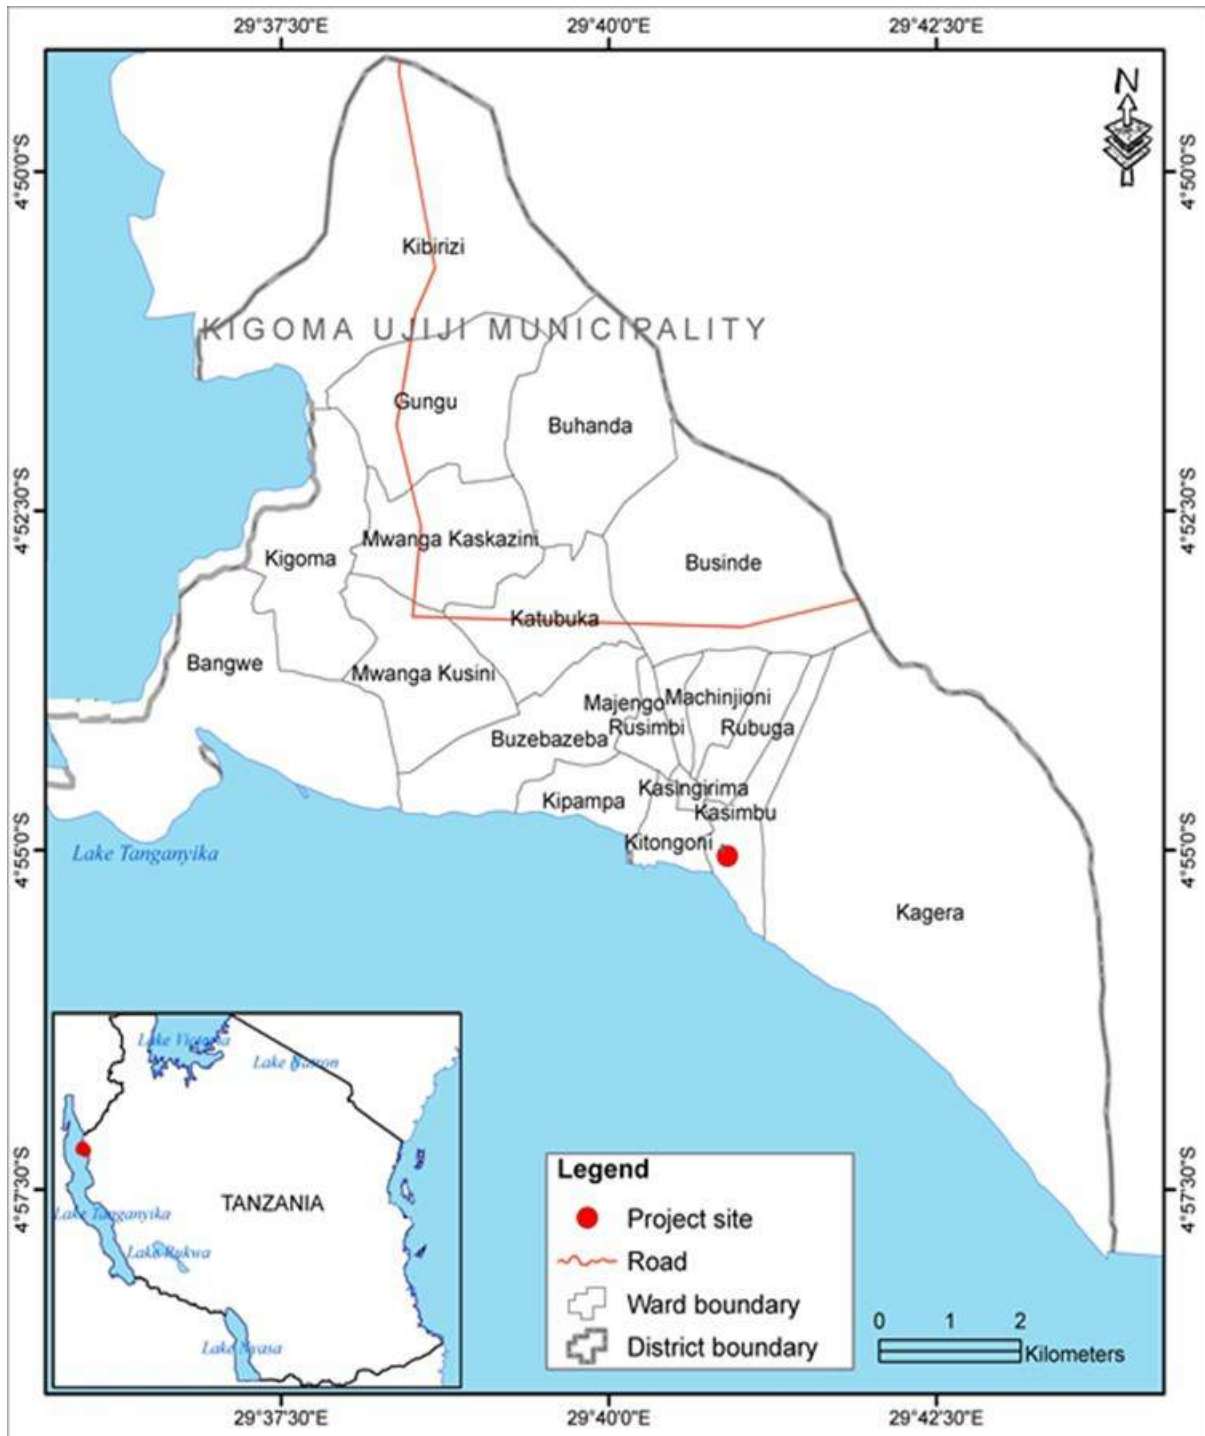 29°37'30"E
29°40'0"E
29°42'30"E
N
4°50'0"S
4°50'0"S
Kibirizi
KIGOMA UJIJI MUNICIPALITY
Gungu
Buhanda
4°52'30"S
4°52'30"S
Mwanga Kaskazini
Kigoma
Businde
Katubuka
Bangwe
Mwanga Kusini
Majengo
Machinjioni
Rusimbi
Rubuga
Buzebazeba
Kasingirima
Kipampa
Kasimbu
Kitongoni
Lake Tanganyika
4°55'0"S
4°55'0"S
Kagera
Lake Victoria
Lake Natron
TANZANIA
Lake Tanganyika
Lake Rukwa
Lake Nyasa
4°57'30"S
4°57'30"S
Legend
Project site
Road
Ward boundary
District boundary
0 1 2
Kilometers
29°37'30"E
29°40'0"E
29°42'30"E